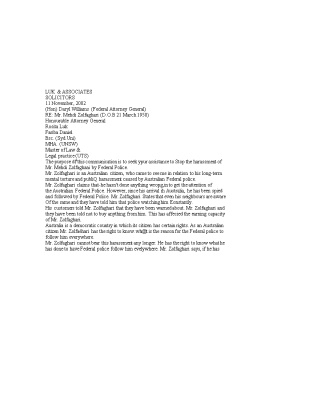 LUK & ASSOCIATES
SOLICITORS
11 November, 2002
(Hon) Daryl Williams (Federal Attorney General)
RE: Mr. Mehdi Zolfaghari (D.O.B 21 March 1958)
Honourable Attorney General
Rosita Luk
Fasha Daniel
Bsc. (Syd Uni)
MHA. (UNSW)
Master of Law &
Legal practice (UTS)
The purpose of this communication is to seek your assistance to Stop the harassment of
Mr. Mehdi Zolfaghari by Federal Police.
Mr. Zolfaghari is an Australian citizen, who came to see me in relation to his long-term
mental torture and public harassment caused by Australian Federal police.
Mr. Zolfaghari claims that he hasn't done anything wrong in to get the attention of
the Australian Federal Police. However, since his arrival in Australia, he has been spied
and followed by Federal Police. Mr. Zolfaghari States that even his neighbours are aware
Of the cams and they have told him that police watching him Kconstantly.
His customers told Mr. Zolfaghari that they have been warned about Mr. Zolfaghari and
they have been told not to buy anything from him. This has affected the earning capacity
of Mr. Zolfaghari.
Australia is a democratic country in which its citizen has certain rights. As an Australian
citizen Mr. Zolfaghari has the right to know what is the reason for the Federal police to
follow him everywhere.
Mr. Zolfaghari cannot bear this harassment any longer. He has the right to know what he
has done to have Federal police follow him everywhere. Mr. Zolfaghari says, if he has